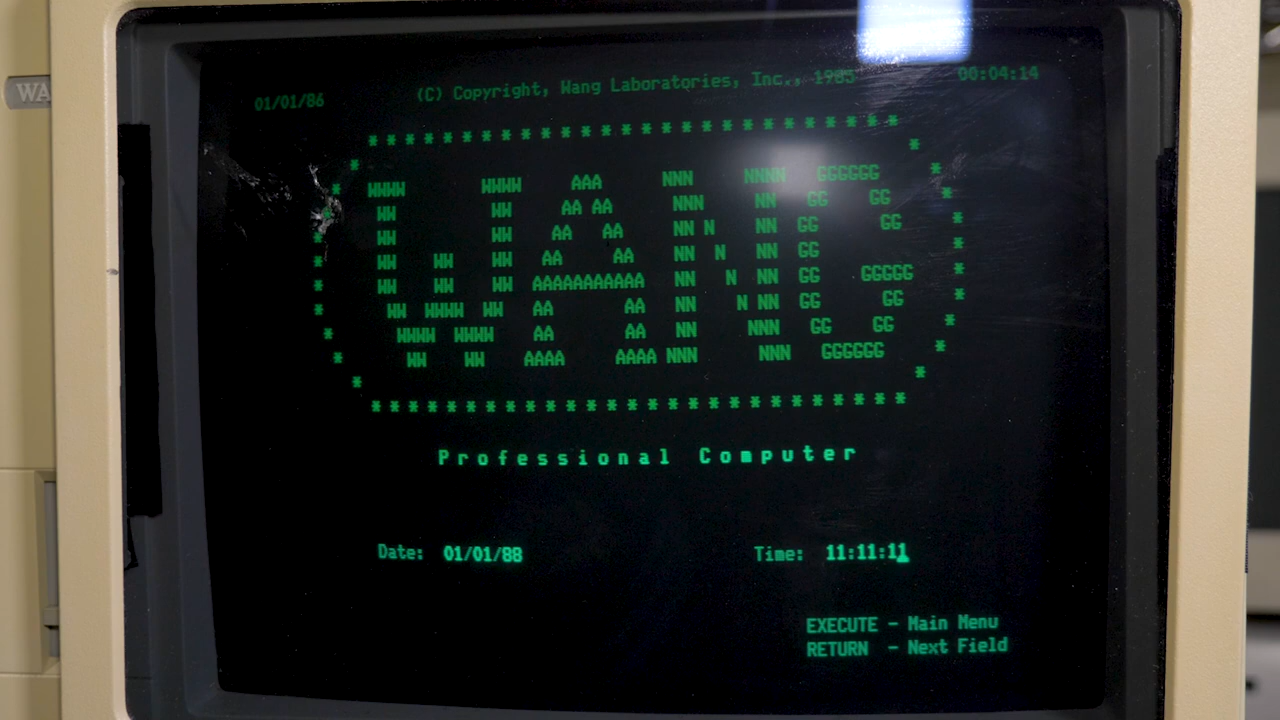 WA
01/01/86 (C) Copyright, Wang Laboratories, Inc., 1985 00:04:14
WANG
Professional Computer
Date: 01/01/88 Time: 11:11:11
EXECUTE - Main Menu
RETURN - Next Field